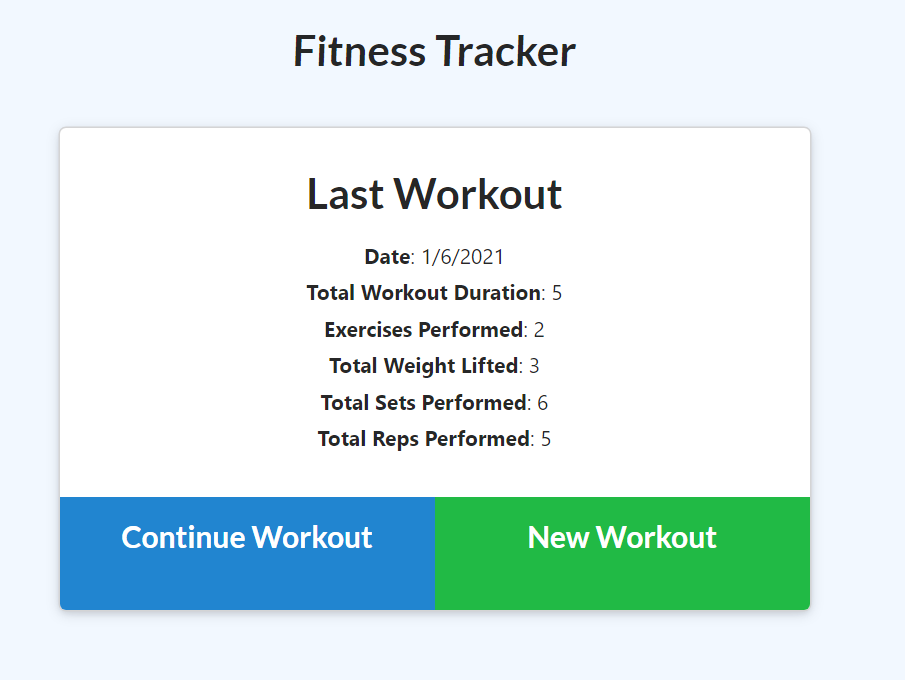 Fitness Tracker
Last Workout
Date: 1/6/2021
Total Workout Duration: 5
Exercises Performed: 2
Total Weight Lifted: 3
Total Sets Performed: 6
Total Reps Performed: 5
Continue Workout
New Workout